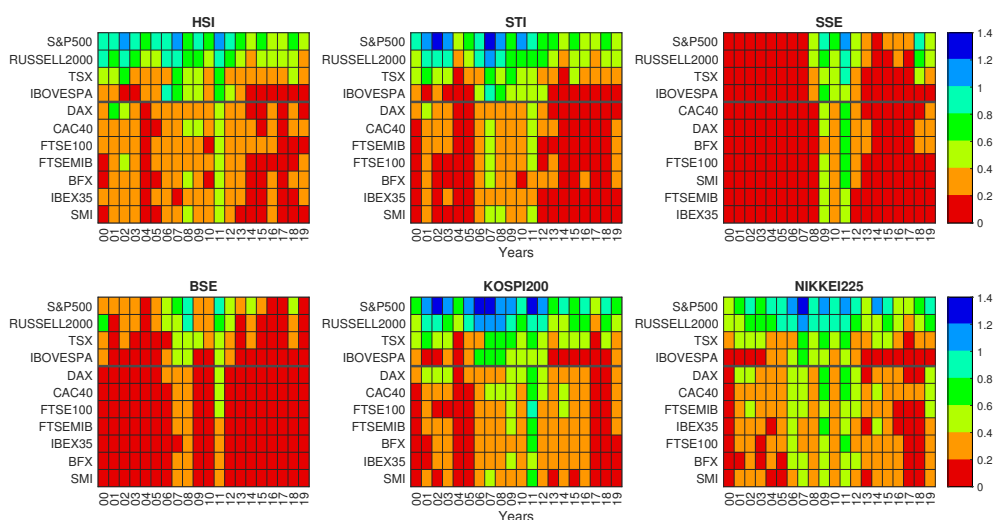 HSI
S&P500
RUSSELL2000
TSX
IBOVESPA
DAX
CAC40
FTSE100
FTSEMIB
BFX
IBEX35
SMI
00 01 02 03 04 05 06 07 08 09 10 11 12 13 14 15 16 17 18 19
STI
S&P500
RUSSELL2000
TSX
IBOVESPA
DAX
CAC40
FTSEMIB
FTSE100
BFX
IBEX35
SMI
00 01 02 03 04 05 06 07 08 09 10 11 12 13 14 15 16 17 18 19
Years
SSE
S&P500
RUSSELL2000
TSX
IBOVESPA
CAC40
DAX
BFX
FTSE100
SMI
FTSEMIB
IBEX35
00 01 02 03 04 05 06 07 08 09 10 11 12 13 14 15 16 17 18 19
1.4
1.2
1
0.8
0.6
0.4
0.2
0
BSE
S&P500
RUSSELL2000
TSX
IBOVESPA
DAX
CAC40
FTSE100
FTSEMIB
IBEX35
BFX
SMI
00 01 02 03 04 05 06 07 08 09 10 11 12 13 14 15 16 17 18 19
KOSPI200
S&P500
RUSSELL2000
TSX
IBOVESPA
DAX
CAC40
FTSE100
FTSEMIB
BFX
IBEX35
SMI
00 01 02 03 04 05 06 07 08 09 10 11 12 13 14 15 16 17 18 19
Years
NIKKEI225
S&P500
RUSSELL2000
TSX
IBOVESPA
DAX
CAC40
FTSEMIB
IBEX35
FTSE100
BFX
SMI
00 01 02 03 04 05 06 07 08 09 10 11 12 13 14 15 16 17 18 19
1.4
1.2
1
0.8
0.6
0.4
0.2
0